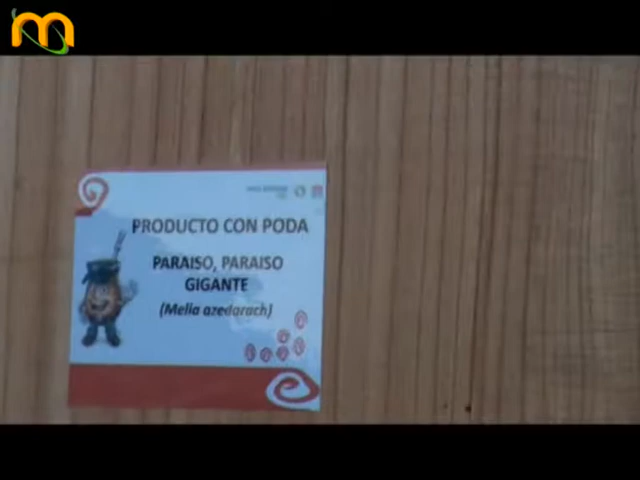 PRODUCTO CON PODA
PARAISO, PARAISO
GIGANTE
(Melia azedarach)